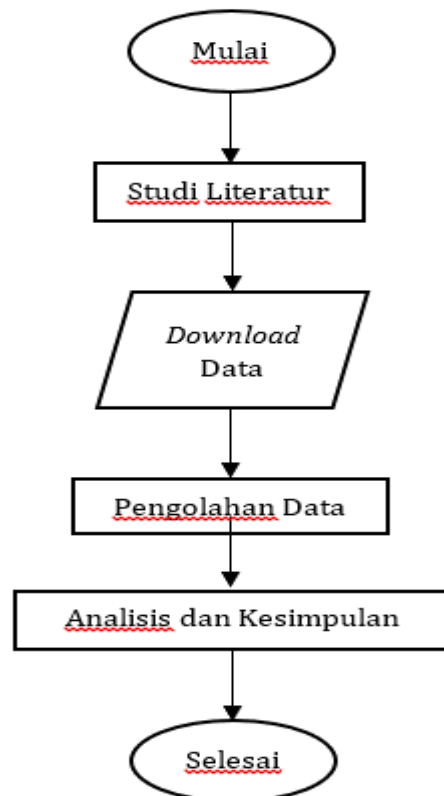 Mulai
Studi Literatur
Download
Data
Pengolahan Data
Analisis dan Kesimpulan
Selesai